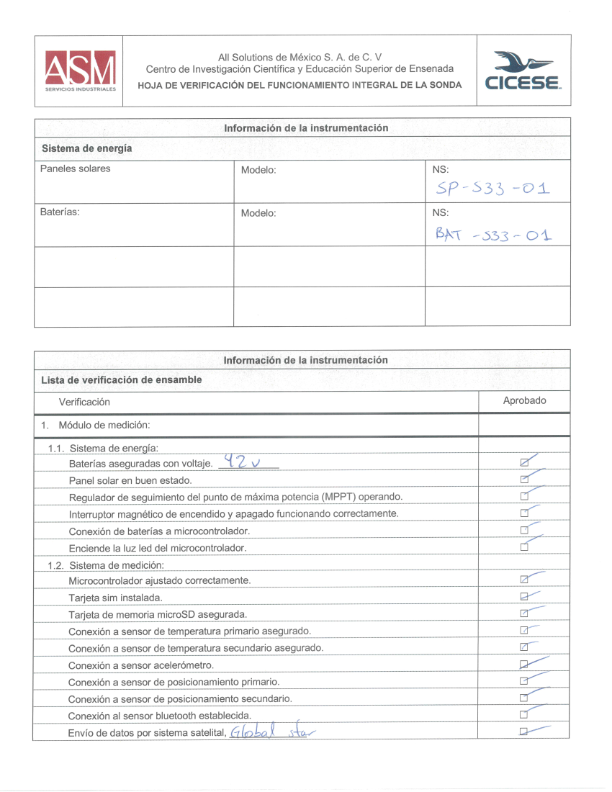 ASM
SERVICIOS INDUSTRIALES
All Solutions de México S. A. de C. V
Centro de Investigación Científica y Educación Superior de Ensenada
HOJA DE VERIFICACIÓN DEL FUNCIONAMIENTO INTEGRAL DE LA SONDA
CICESE
Información de la instrumentación
Sistema de energía
Paneles solares Modelo: NS:
SP-S33-01
Baterías: Modelo: NS:
BAT-S33-01
Información de la instrumentación
Lista de verificación de ensamble
Verificación Aprobado
1. Módulo de medición:
1.1. Sistema de energía:
Baterías aseguradas con voltaje. 42 v
Panel solar en buen estado.
Regulador de seguimiento del punto de máxima potencia (MPPT) operando.
Interruptor magnético de encendido y apagado funcionando correctamente.
Conexión de baterías a microcontrolador.
Enciende la luz led del microcontrolador.
1.2. Sistema de medición:
Microcontrolador ajustado correctamente.
Tarjeta sim instalada.
Tarjeta de memoria microSD asegurada.
Conexión a sensor de temperatura primario asegurado.
Conexión a sensor de temperatura secundario asegurado.
Conexión a sensor acelerómetro.
Conexión a sensor de posicionamiento primario.
Conexión a sensor de posicionamiento secundario.
Conexión al sensor bluetooth establecida.
Envío de datos por sistema satelital, Global star